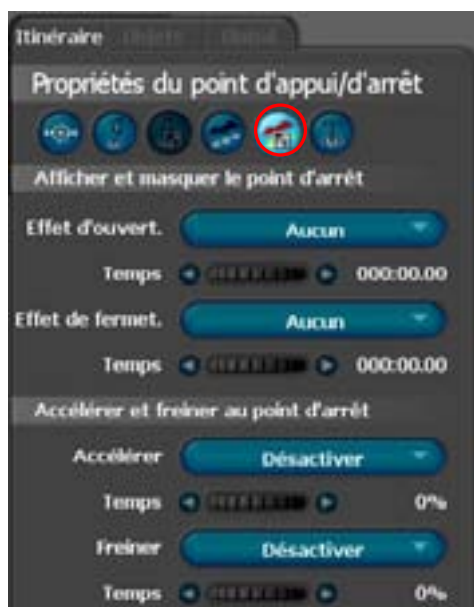 Itinéraire Objets Global
Propriétés du point d'appui/d'arrêt
Afficher et masquer le point d'arrêt
Effet d'ouvert. Aucun
Temps 000:00.00
Effet de fermet. Aucun
Temps 000:00.00
Accélérer et freiner au point d'arrêt
Accélérer Désactiver
Temps 0%
Freiner Désactiver
Temps 0%